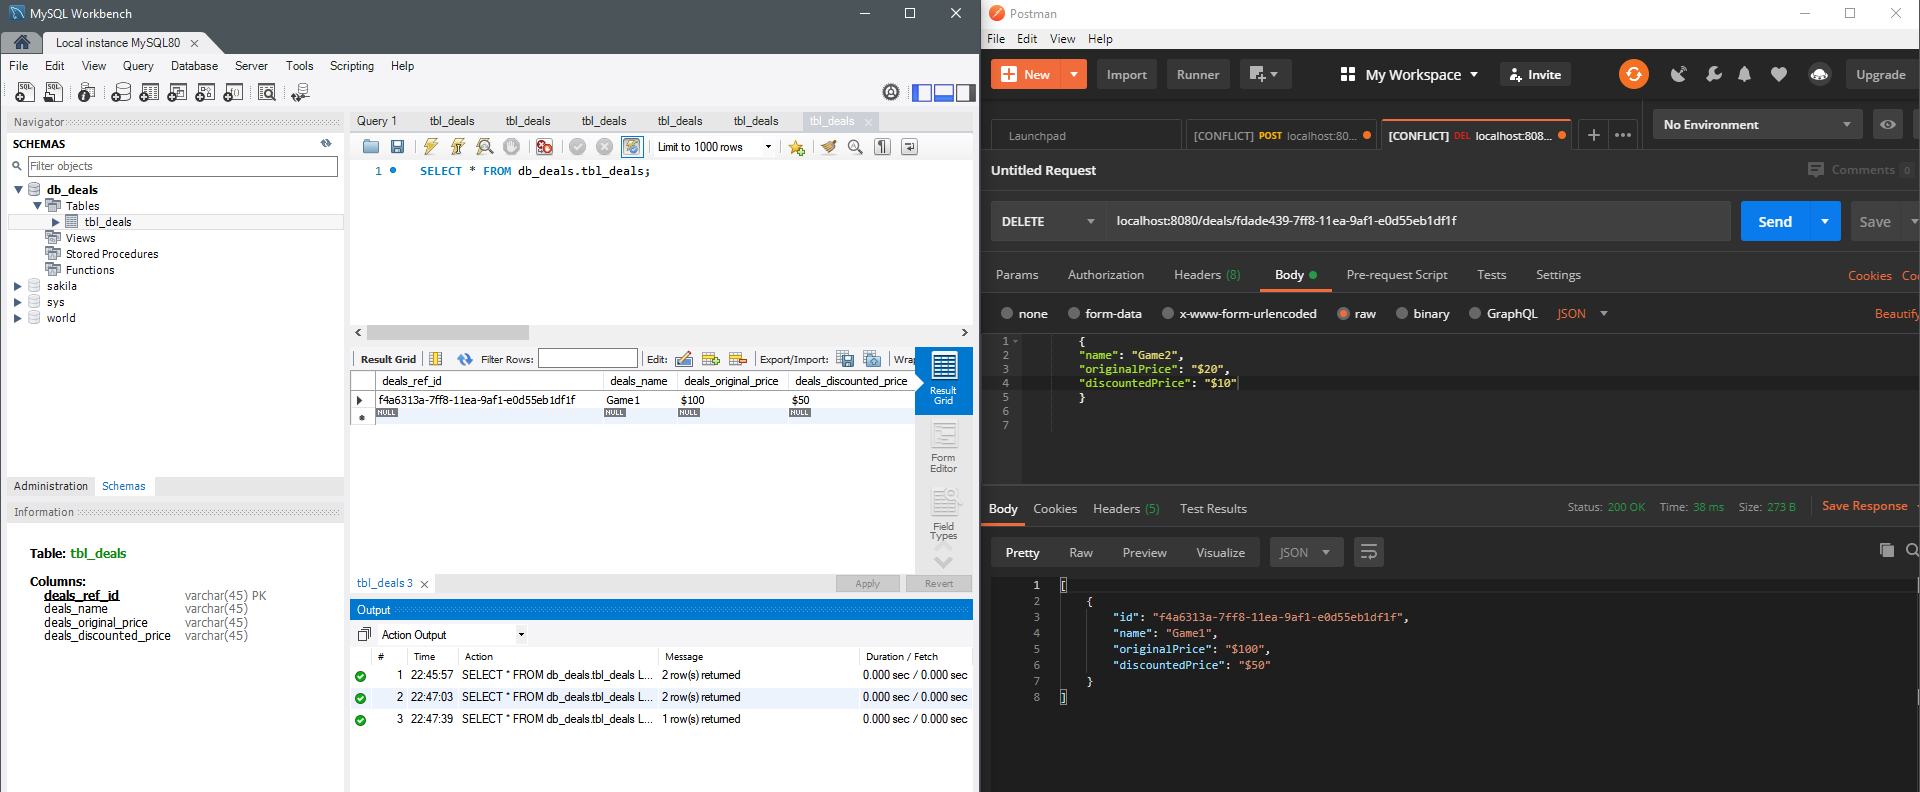 MySQL Workbench
Local instance MySQL80
File Edit View Query Database Server Tools Scripting Help
Navigator
SCHEMAS
Filter objects
db_deals
Tables
tbl_deals
Views
Stored Procedures
Functions
sakila
sys
world
Administration Schemas
Information
Table: tbl_deals
Columns:
deals_ref_id varchar(45) PK
deals_name varchar(45)
deals_original_price varchar(45)
deals_discounted_price varchar(45)
Query 1 tbl_deals tbl_deals tbl_deals tbl_deals tbl_deals tbl_deals
Limit to 1000 rows
1 SELECT * FROM db_deals.tbl_deals;
Result Grid Filter Rows: Edit: Export/Import: Wrap
deals_ref_id deals_name deals_original_price deals_discounted_price
f4a6313a-7ff8-11ea-9af1-e0d55eb1df1f Game1 $100 $50
NULL NULL NULL NULL
Result
Grid
Form
Editor
Field
Types
tbl_deals 3 Apply Revert
Output
Action Output
# Time Action Message Duration / Fetch
1 22:45:57 SELECT * FROM db_deals.tbl_deals L... 2 row(s) returned 0.000 sec / 0.000 sec
2 22:47:03 SELECT * FROM db_deals.tbl_deals L... 2 row(s) returned 0.000 sec / 0.000 sec
3 22:47:39 SELECT * FROM db_deals.tbl_deals L... 1 row(s) returned 0.000 sec / 0.000 sec
Postman
File Edit View Help
New Import Runner My Workspace Invite Upgrade
Launchpad [CONFLICT] POST localhost:80... [CONFLICT] DEL localhost:808... No Environment
Untitled Request Comments 0
DELETE localhost:8080/deals/fdade439-7ff8-11ea-9af1-e0d55eb1df1f Send Save
Params Authorization Headers (8) Body Pre-request Script Tests Settings Cookies Co
none form-data x-www-form-urlencoded raw binary GraphQL JSON Beautify
1 {
2 "name": "Game2",
3 "originalPrice": "$20",
4 "discountedPrice": "$10"
5 }
6
7
Body Cookies Headers (5) Test Results Status: 200 OK Time: 38 ms Size: 273 B Save Response
Pretty Raw Preview Visualize JSON
1 [
2 {
3 "id": "f4a6313a-7ff8-11ea-9af1-e0d55eb1df1f",
4 "name": "Game1",
5 "originalPrice": "$100",
6 "discountedPrice": "$50"
7 }
8 ]